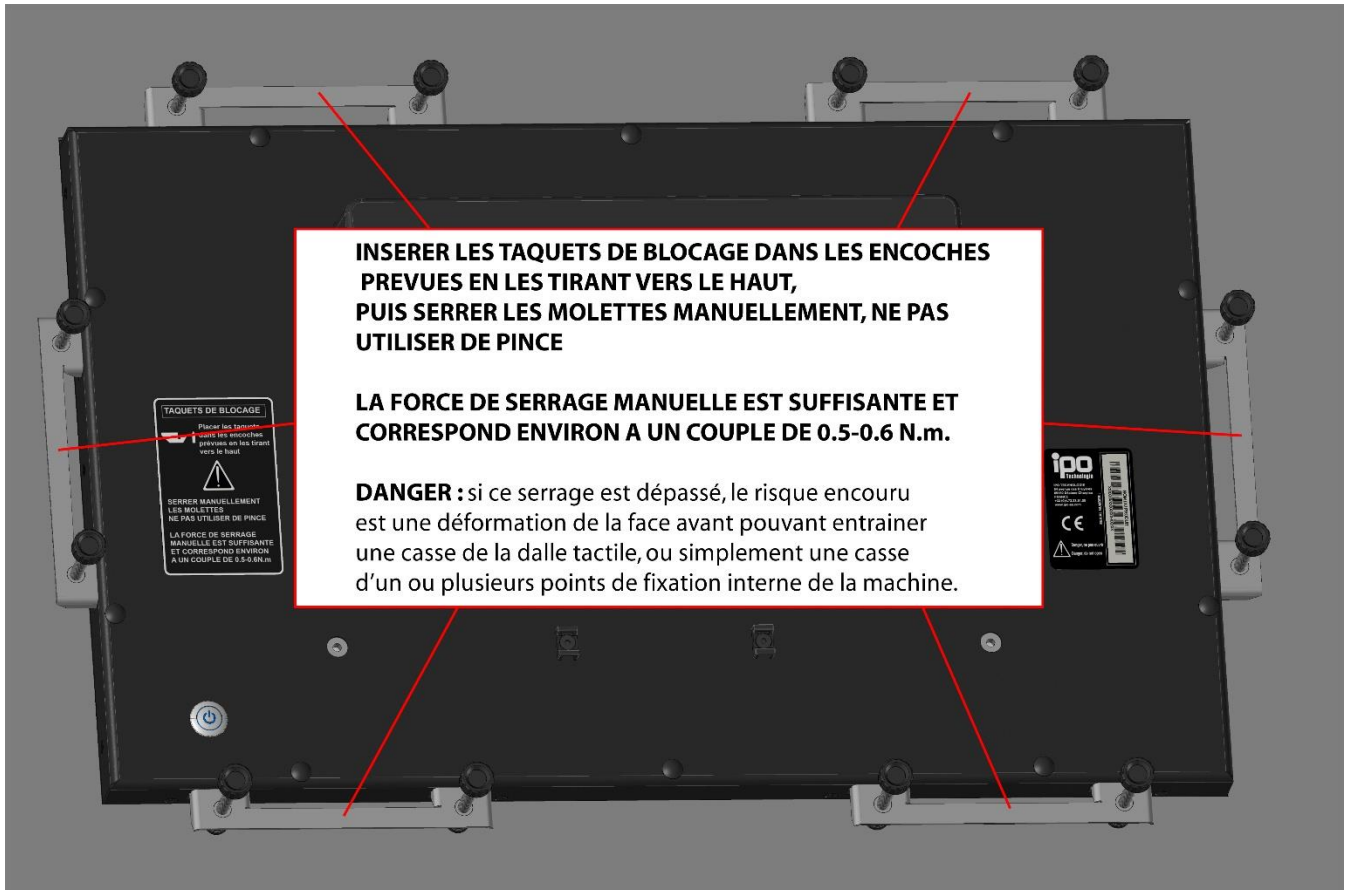 INSERER LES TAQUETS DE BLOCAGE DANS LES ENCOCHES
PREVUES EN LES TIRANT VERS LE HAUT,
PUIS SERRER LES MOLETTES MANUELLEMENT, NE PAS
UTILISER DE PINCE
LA FORCE DE SERRAGE MANUELLE EST SUFFISANTE ET
CORRESPOND ENVIRON A UN COUPLE DE 0.5-0.6 N.m.
DANGER : si ce serrage est dépassé, le risque encouru
est une déformation de la face avant pouvant entrainer
une casse de la dalle tactile, ou simplement une casse
d'un ou plusieurs points de fixation interne de la machine.
TAQUETS DE BLOCAGE
Placer les taquets
dans les encoches
prévues en les tirant
vers le haut
SERRER MANUELLEMENT
LES MOLETTES
NE PAS UTILISER DE PINCE
LA FORCE DE SERRAGE
MANUELLE EST SUFFISANTE
ET CORRESPOND ENVIRON
A UN COUPLE DE 0.5-0.6N.m
ipo
Technologie
CE